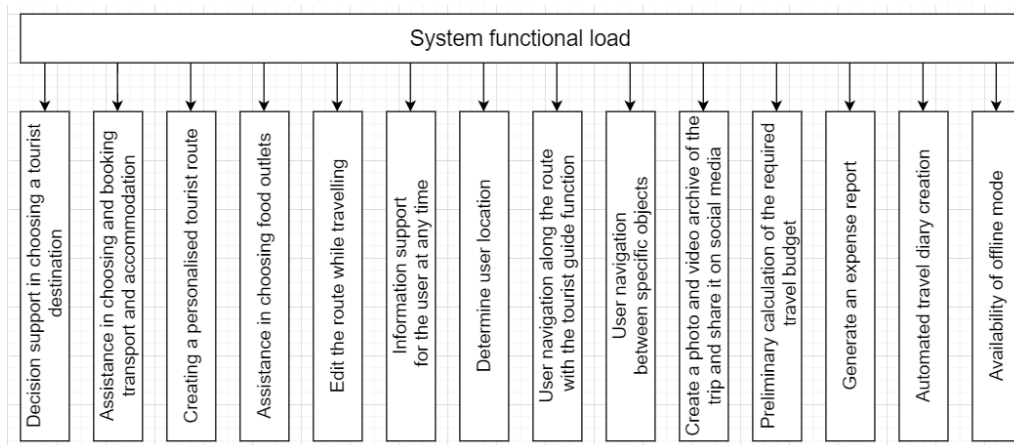 System functional load
Decision support in choosing a tourist
destination
Assistance in choosing and booking
transport and accommodation
Creating a personalised tourist route
Assistance in choosing food outlets
Edit the route while travelling
Information support
for the user at any time
Determine user location
User navigation along the route
with the tourist guide function
User navigation
between specific objects
Create a photo and video archive of the
trip and share it on social media
Preliminary calculation of the required
travel budget
Generate an expense report
Automated travel diary creation
Availability of offline mode